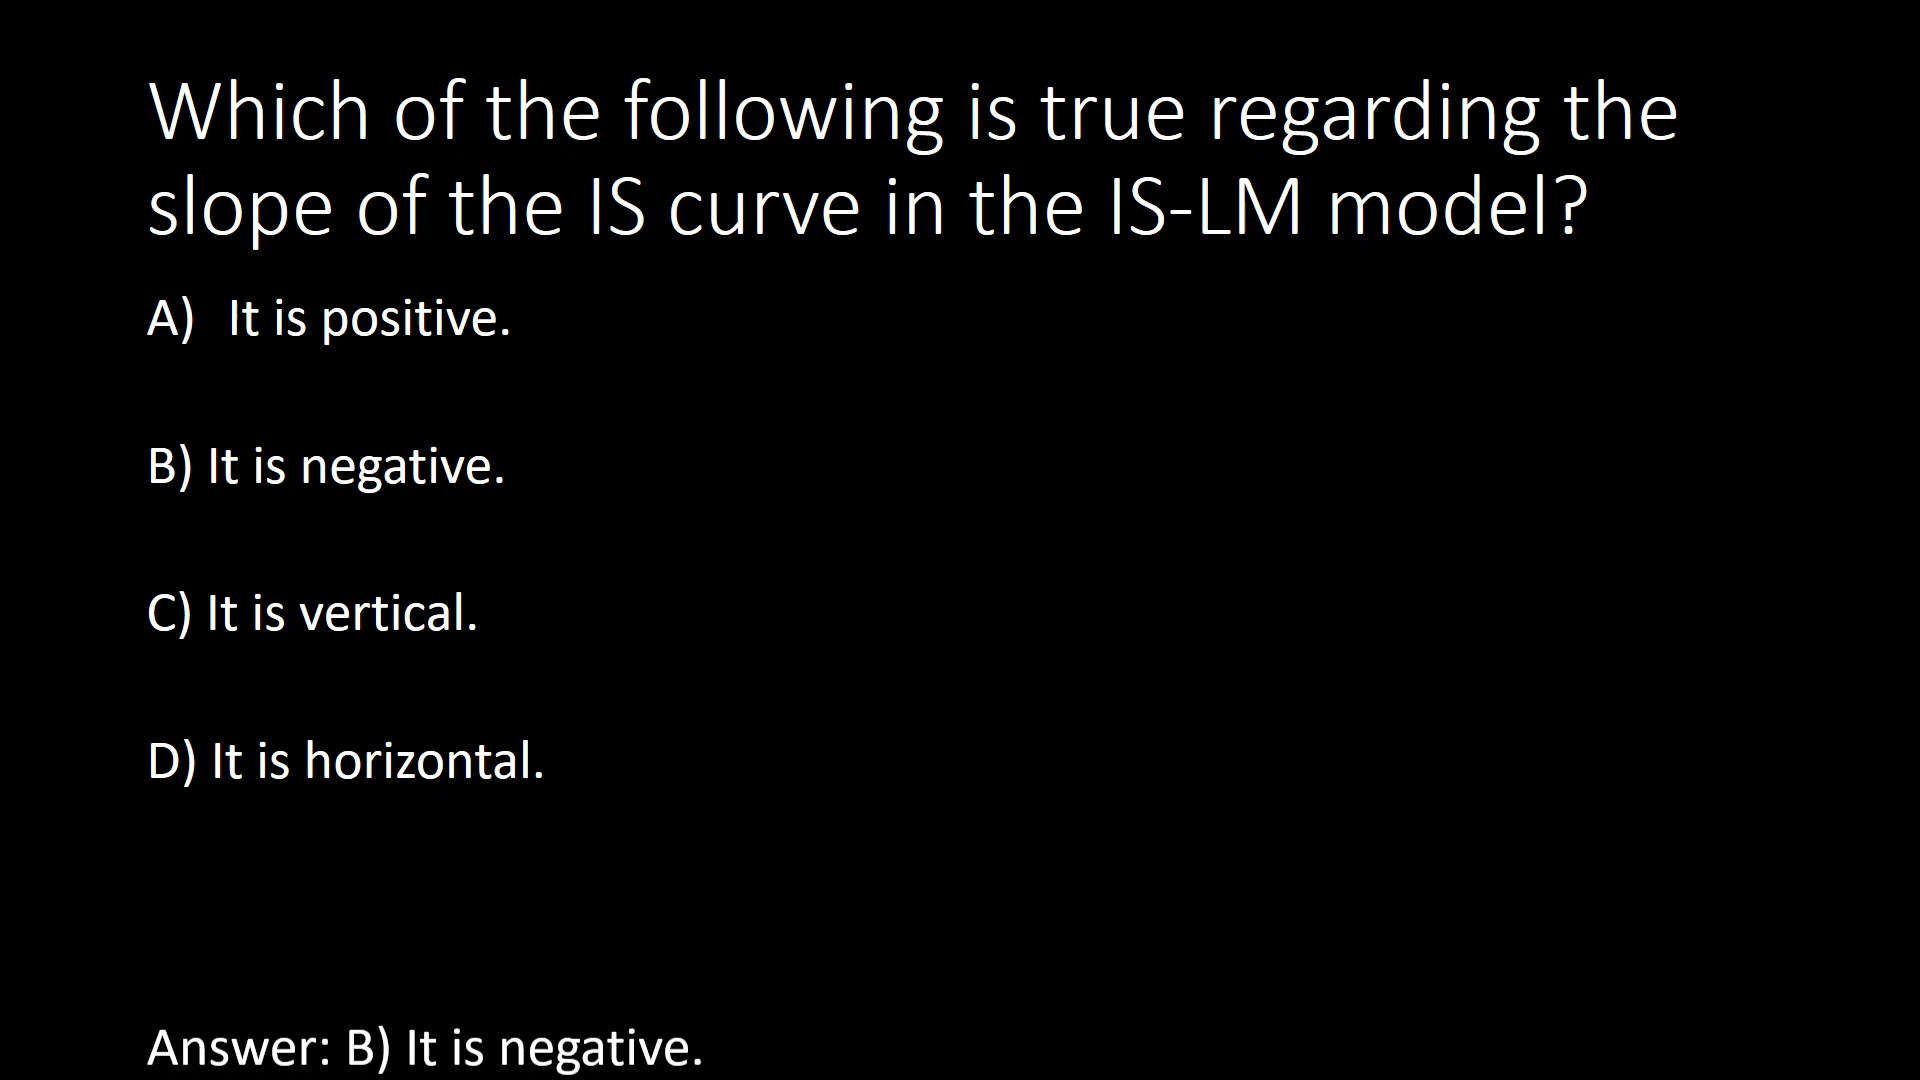 Which of the following is true regarding the
slope of the IS curve in the IS-LM model?
A) It is positive.
B) It is negative.
C) It is vertical.
D) It is horizontal.
Answer: B) It is negative.